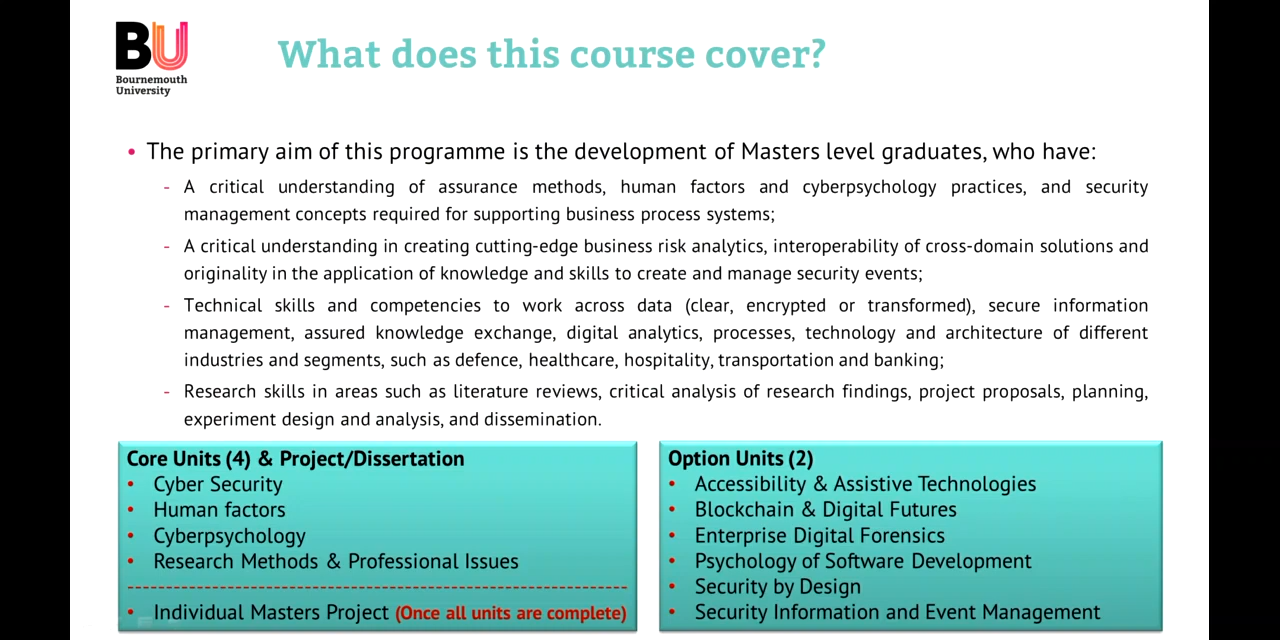 BU
Bournemouth
University
What does this course cover?
• The primary aim of this programme is the development of Masters level graduates, who have:
- A critical understanding of assurance methods, human factors and cyberpsychology practices, and security
management concepts required for supporting business process systems;
- A critical understanding in creating cutting-edge business risk analytics, interoperability of cross-domain solutions and
originality in the application of knowledge and skills to create and manage security events;
- Technical skills and competencies to work across data (clear, encrypted or transformed), secure information
management, assured knowledge exchange, digital analytics, processes, technology and architecture of different
industries and segments, such as defence, healthcare, hospitality, transportation and banking;
- Research skills in areas such as literature reviews, critical analysis of research findings, project proposals, planning,
experiment design and analysis, and dissemination.
Core Units (4) & Project/Dissertation
• Cyber Security
• Human factors
• Cyberpsychology
• Research Methods & Professional Issues
• Individual Masters Project (Once all units are complete)
Option Units (2)
• Accessibility & Assistive Technologies
• Blockchain & Digital Futures
• Enterprise Digital Forensics
• Psychology of Software Development
• Security by Design
• Security Information and Event Management